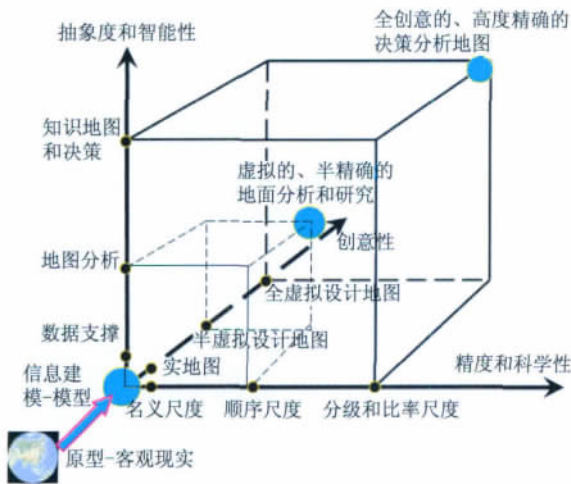 全创意的、高度精确的
决策分析地图
抽象度和智能性
知识地图
和决策
虚拟的、半精确的
地面分析和研究
创意性
地图分析
全虚拟设计地图
半虚拟设计地图
数据支撑
实地图
精度和科学性
信息建
模-模型
名义尺度
顺序尺度
分级和比率尺度
原型-客观现实